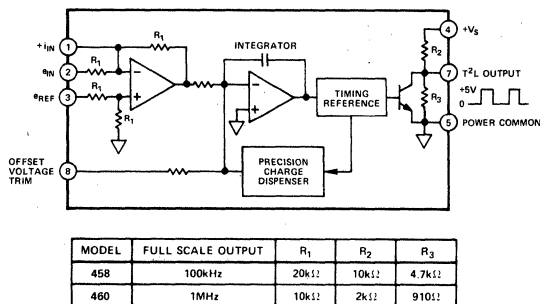 +iIN 1
R1
eIN 2 R1
eREF 3 R1
R1
OFFSET
VOLTAGE
TRIM
8
INTEGRATOR
TIMING
REFERENCE
PRECISION
CHARGE
DISPENSER
4 +VS
R2
7 T²L OUTPUT
R3
+5V
0
5 POWER COMMON
MODEL FULL SCALE OUTPUT R1 R2 R3
458 100kHz 20kΩ 10kΩ 4.7kΩ
460 1MHz 10kΩ 2kΩ 910Ω